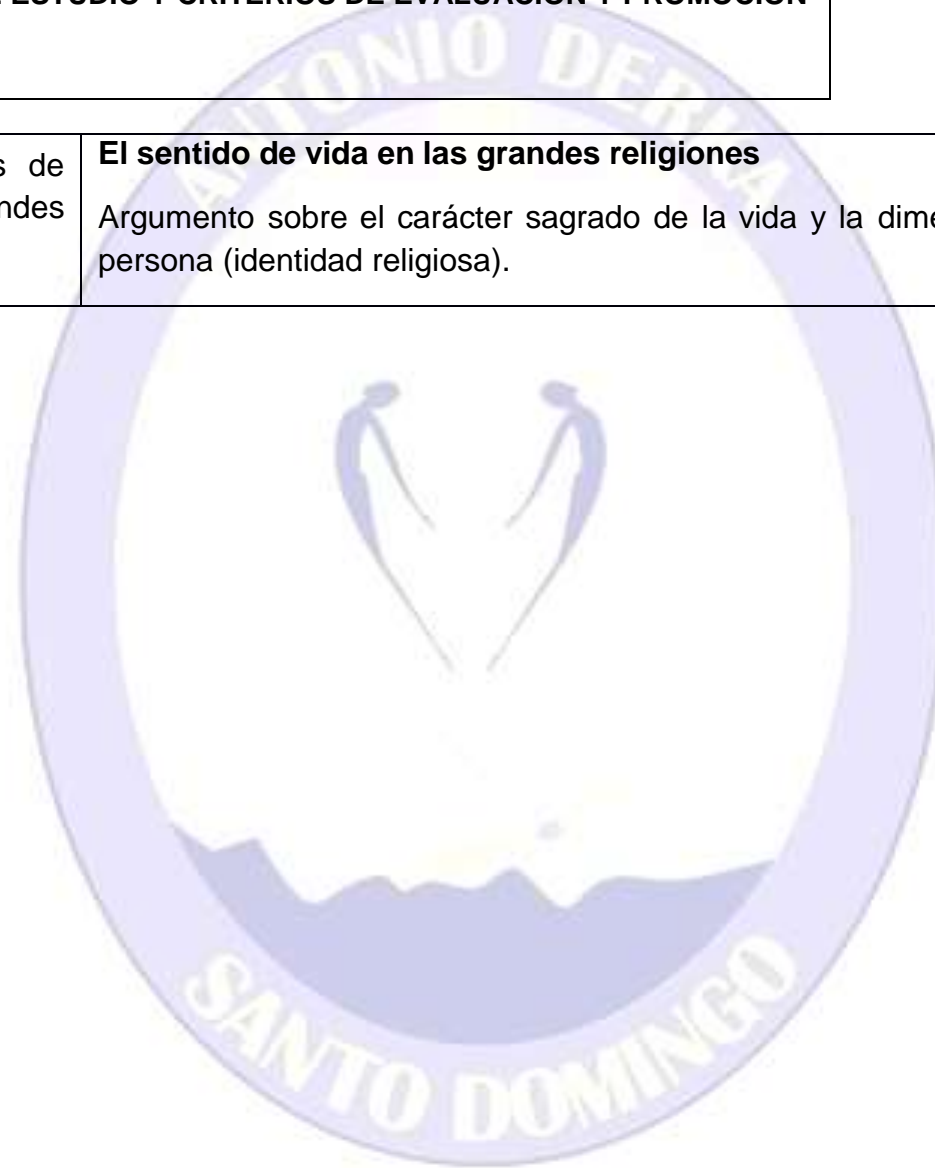 ESTUDIO Y CRITERIOS DE EVALUACIÓN Y PROMOCIÓN
s de
ndes
El sentido de vida en las grandes religiones
Argumento sobre el carácter sagrado de la vida y la dime
persona (identidad religiosa).
ANTONIO DERKA
SANTO DOMINGO